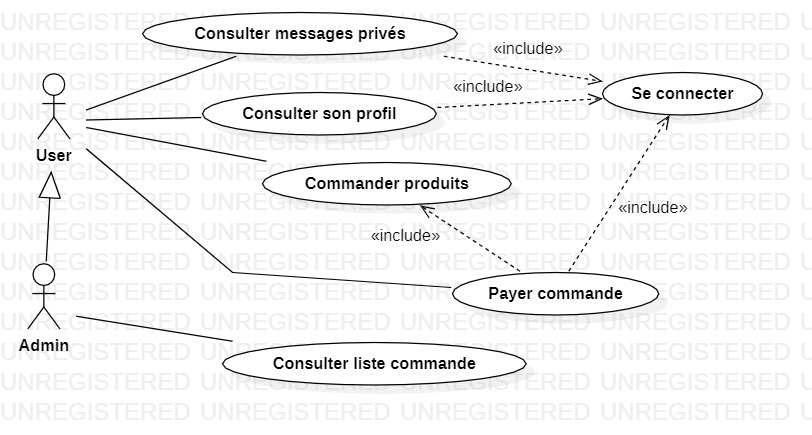 UNREGISTERED UNREGISTERED UNREGISTERED UNREGISTERED
Consulter messages privés
«include»
«include»
Se connecter
Consulter son profil
User
Commander produits
«include»
«include»
Payer commande
Admin
Consulter liste commande